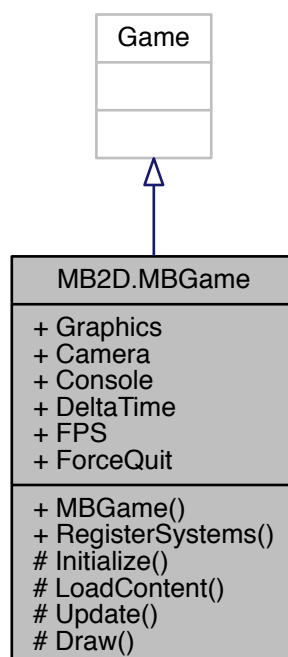 Game
MB2D.MBGame
+ Graphics
+ Camera
+ Console
+ DeltaTime
+ FPS
+ ForceQuit
+ MBGame()
+ RegisterSystems()
# Initialize()
# LoadContent()
# Update()
# Draw()